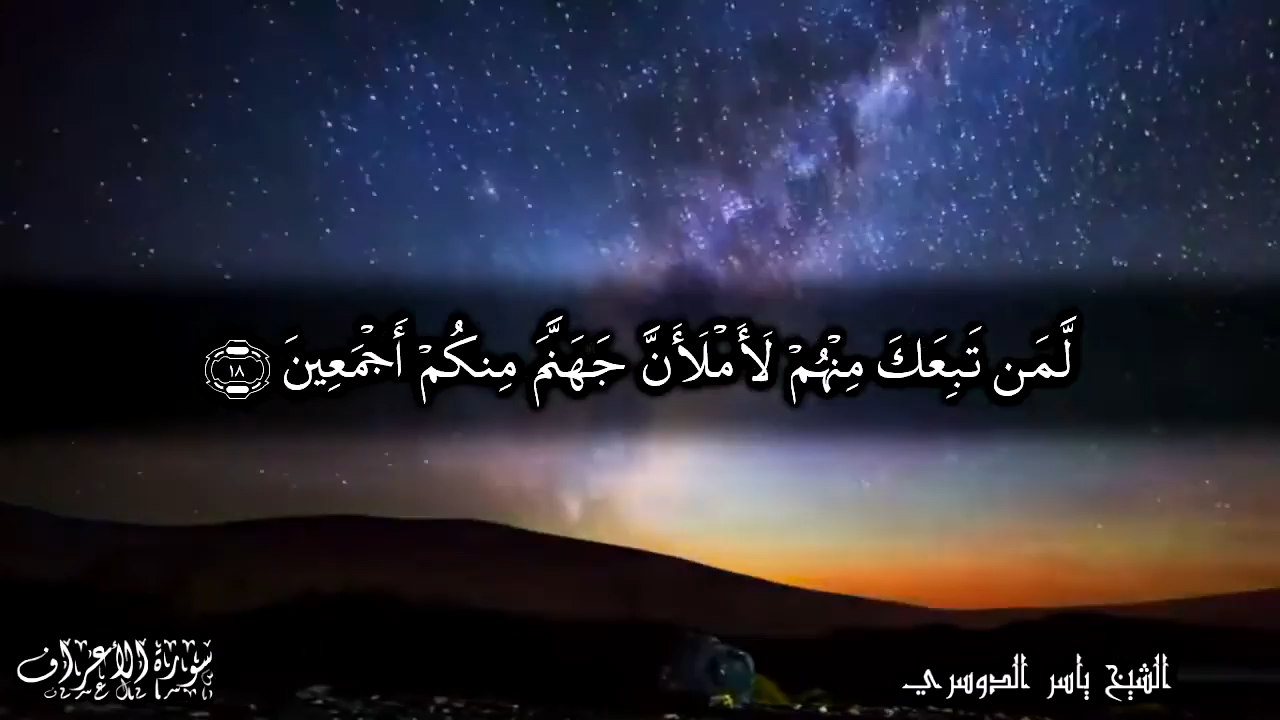 لَّمَن تَبِعَكَ مِنْهُمْ لَأَمْلَأَنَّ جَهَنَّمَ مِنكُمْ أَجْمَعِينَ ١٨
سورة الأعراف
الشيخ ياسر الدوسري